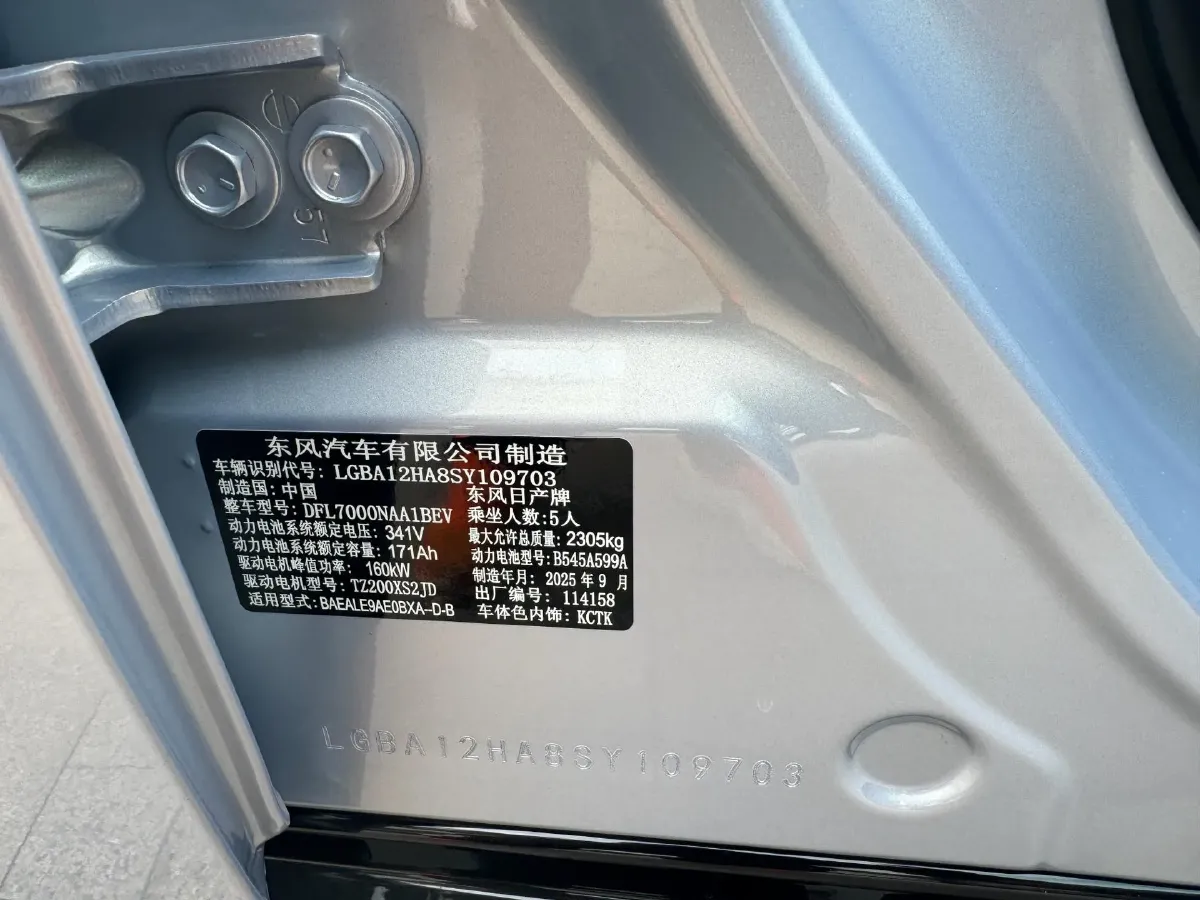 57
东风汽车有限公司制造
车辆识别代号: LGBA12HA8SY109703
制造国: 中国 东风日产牌
整车型号: DFL7000NAA1BEV 乘坐人数:5人
动力电池系统额定电压: 341V 最大允许总质量: 2305kg
动力电池系统额定容量: 171Ah 动力电池型号: B545A599A
驱动电机峰值功率: 160kW 制造年月: 2025年9月
驱动电机型号: TZ200XS2JD 出厂编号: 114158
适用型式: BAEALE9AE0BXA-D-B 车体色内饰: KCTK
LGBA12HA8SY109703